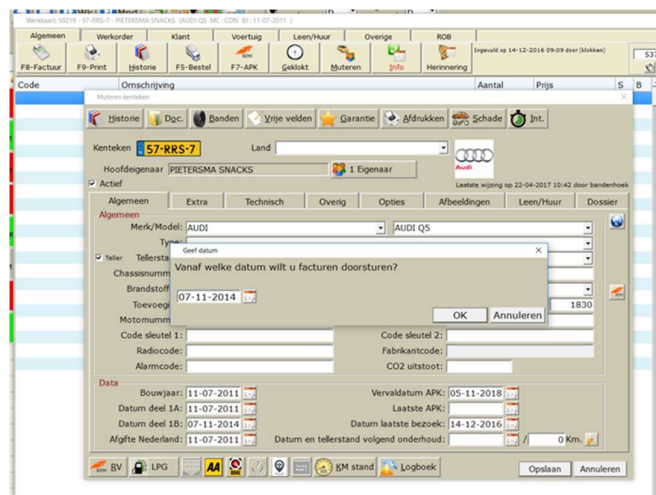 Werkkaart: 50219 - 57-RRS-7 - PIETERSMA SNACKS (AUDI Q5 MC: CDN EI: 11-07-2011 )
Algemeen Werkorder Klant Voertuig Leen/Huur Overige ROB
F8-Factuur F9-Print Historie F5-Bestel F7-APK Geklokt Muteren Info Herinnering
Ingevuld op 14-12-2016 09:09 door (klokken)
537
Code Omschrijving Aantal Prijs S B
Muteren kenteken
Historie Doc. Banden Vrije velden Garantie Afdrukken Schade Int.
Kenteken 57-RRS-7 Land
Audi
Hoofdeigenaar PIETERSMA SNACKS 1 Eigenaar
Actief
Laatste wijzing op 22-04-2017 10:42 door bandenhoek
Algemeen Extra Technisch Overig Opties Afbeeldingen Leen/Huur Dossier
Algemeen
Merk/Model: AUDI AUDI Q5
Geef datum
Teller
Vanaf welke datum wilt u facturen doorsturen?
07-11-2014
1830
OK Annuleren
Code sleutel 1: Code sleutel 2:
Radiocode: Fabrikantcode:
Alarmcode: CO2 uitstoot:
Data
Bouwjaar: 11-07-2011 Vervaldatum APK: 05-11-2018
Datum deel 1A: 11-07-2011 Laatste APK:
Datum deel 1B: 07-11-2014 Datum laatste bezoek: 14-12-2016
Afgifte Nederland: 11-07-2011 Datum en tellerstand volgend onderhoud: / 0 Km.
RV LPG AA KM stand Logboek Opslaan Annuleren